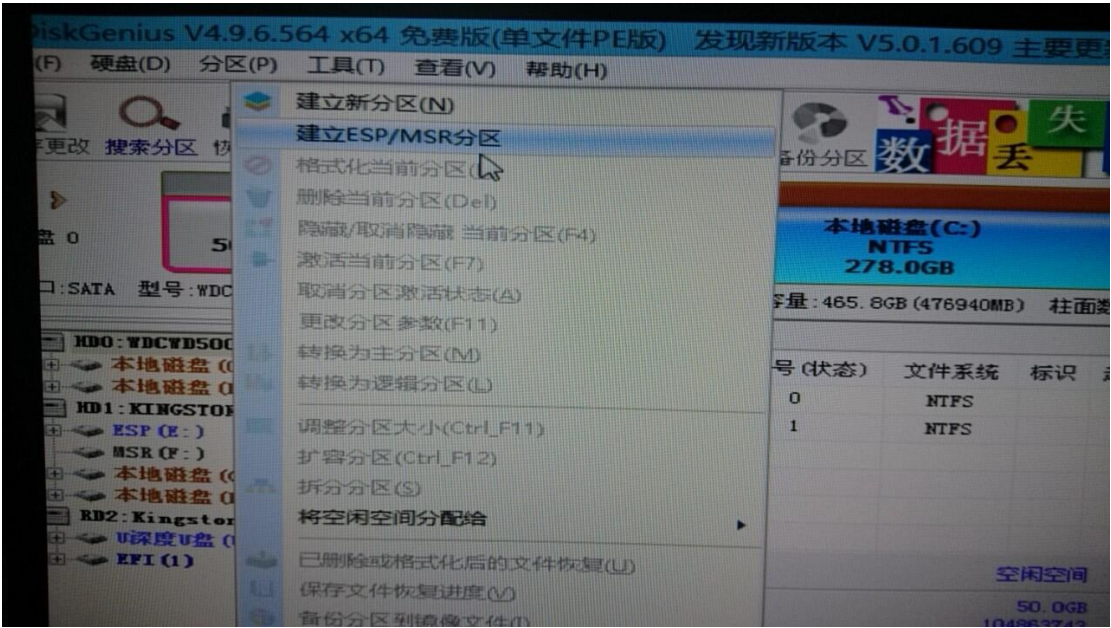 DiskGenius V4.9.6.564 x64 免费版(单文件PE版) 发现新版本 V5.0.1.609 主要更
(F) 硬盘(D) 分区(P) 工具(T) 查看(V) 帮助(H)
更改 搜索分区 恢
建立新分区(N)
建立ESP/MSR分区
格式化当前分区(
删除当前分区(Del)
隐藏/取消隐藏 当前分区(F4)
激活当前分区(F7)
取消分区激活状态(A)
更改分区参数(F11)
转换为主分区(M)
转换为逻辑分区(L)
调整分区大小(Ctrl_F11)
扩容分区(Ctrl_F12)
拆分分区(S)
将空闲空间分配给
已删除或格式化后的文件恢复(U)
保存文件恢复进度(V)
备份分区到镜像文件(I)
备份分区
数据丢失
盘 0
5
本地磁盘(C:)
NTFS
278.0GB
口:SATA 型号:WDC
容量:465.8GB(476940MB) 柱面数
HD0:WDCWD500
本地磁盘(
本地磁盘(
HD1:KINGSTON
ESP(E:)
MSR(F:)
本地磁盘(
本地磁盘(
RD2:Kingston
U深度U盘(
EFI(1)
号(状态) 文件系统 标识
0 NTFS
1 NTFS
空闲空间
50.0GB
104863742